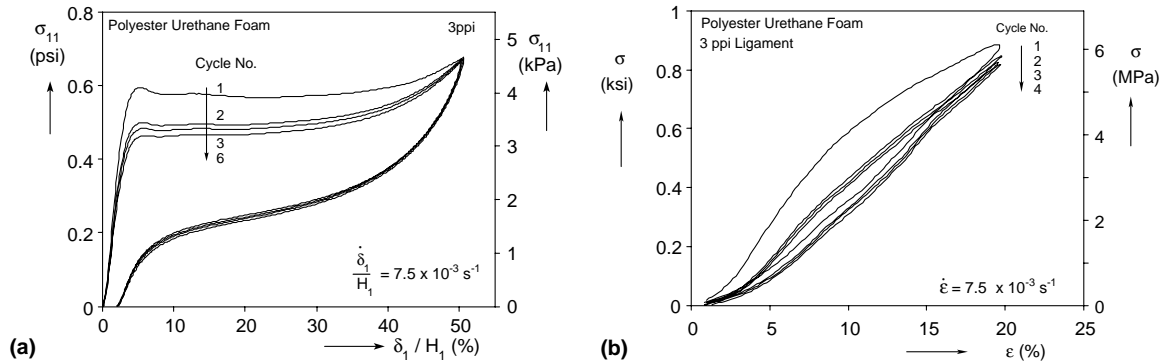 Polyester Urethane Foam
3ppi
σ11
(psi)
σ11
(kPa)
Cycle No.
1
2
3
6
0.8
0.6
0.4
0.2
0
5
4
3
2
1
0
0
10
20
30
40
50
60
δ̇1
H1
= 7.5 x 10-3 s-1
δ1 / H1 (%)
(a)
Polyester Urethane Foam
3 ppi Ligament
σ
(ksi)
σ
(MPa)
Cycle No.
1
2
3
4
1
0.8
0.6
0.4
0.2
0
6
4
2
0
0
5
10
15
20
25
ε̇ = 7.5 x 10-3 s-1
ε (%)
(b)